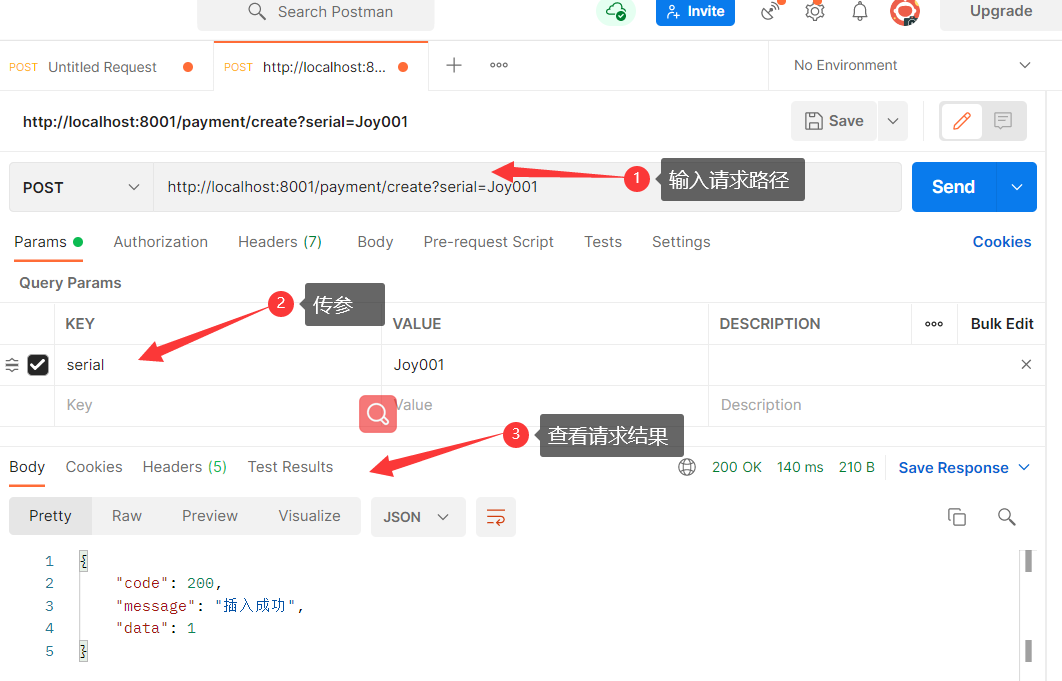 Search Postman
Invite
Upgrade
POST Untitled Request
POST http://localhost:8...
No Environment
http://localhost:8001/payment/create?serial=Joy001
Save
POST
http://localhost:8001/payment/create?serial=Joy001
1 输入请求路径
Send
Params Authorization Headers (7) Body Pre-request Script Tests Settings Cookies
Query Params
2 传参
KEY VALUE DESCRIPTION Bulk Edit
serial Joy001
Key Value Description
3 查看请求结果
Body Cookies Headers (5) Test Results 200 OK 140 ms 210 B Save Response
Pretty Raw Preview Visualize JSON
1 {
2 "code": 200,
3 "message": "插入成功",
4 "data": 1
5 }